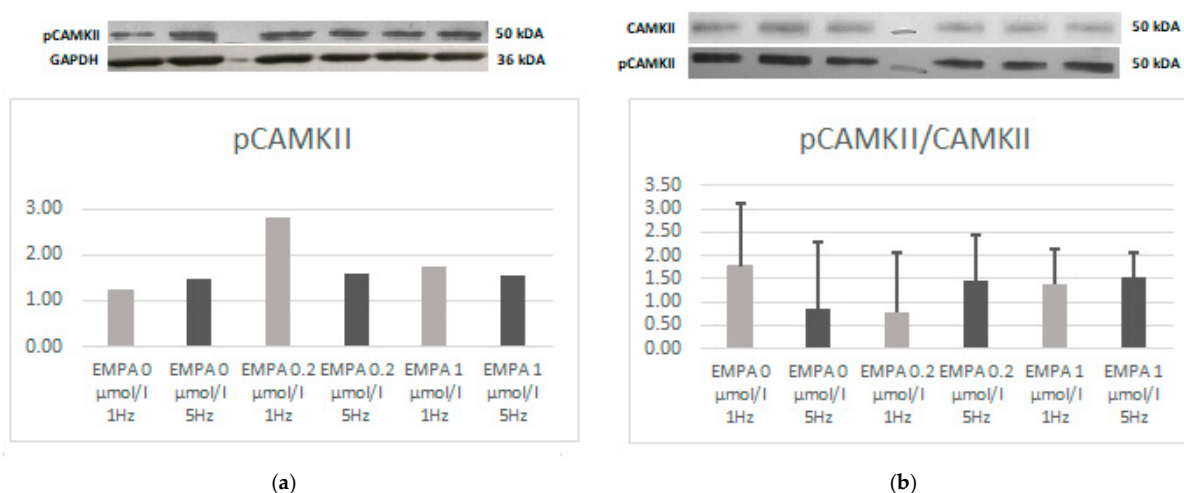 pCAMKII 50 kDA
GAPDH 36 kDA
pCAMKII
3.00
2.00
1.00
0.00
EMPA 0 EMPA 0 EMPA 0.2 EMPA 0.2 EMPA 1 EMPA 1
µmol/l µmol/l µmol/l µmol/l µmol/l µmol/l
1Hz 5Hz 1Hz 5Hz 1Hz 5Hz
(a)
CAMKII 50 kDA
pCAMKII 50 kDA
pCAMKII/CAMKII
3.50
3.00
2.50
2.00
1.50
1.00
0.50
0.00
EMPA 0 EMPA 0 EMPA 0.2 EMPA 0.2 EMPA 1 EMPA 1
µmol/l µmol/l µmol/l µmol/l µmol/l µmol/l
1Hz 5Hz 1Hz 5Hz 1Hz 5Hz
(b)